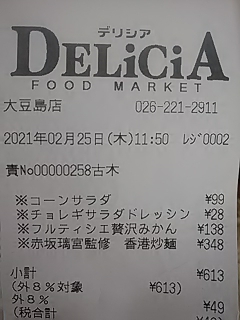 デリシア
DELiCiA
FOOD MARKET
大豆島店 026-221-2911
2021年02月25日(木)11:50 レジ0002
責No00000258古木
※コーンサラダ ¥99
※チョレギサラダドレッシン ¥28
※フルティシエ贅沢みかん ¥138
※赤坂璃宮監修 香港炒麺 ¥348
小計 ¥613
(外8%対象 ¥613)
外8% ¥49
(税合計